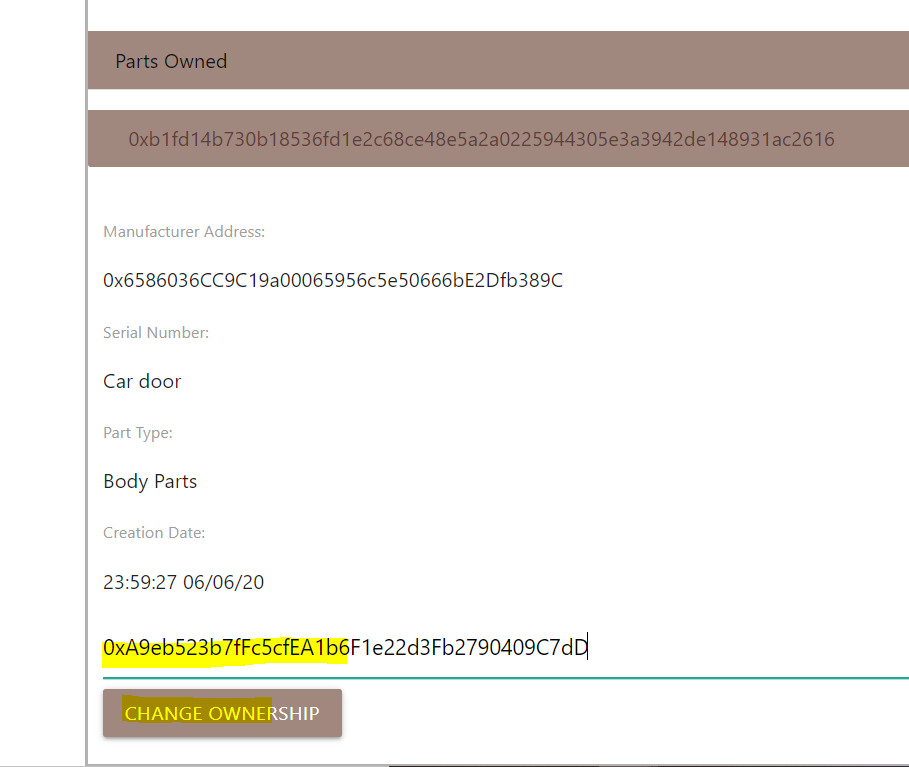 Parts Owned
0xb1fd14b730b18536fd1e2c68ce48e5a2a0225944305e3a3942de148931ac2616
Manufacturer Address:
0x6586036CC9C19a00065956c5e50666bE2Dfb389C
Serial Number:
Car door
Part Type:
Body Parts
Creation Date:
23:59:27 06/06/20
0xA9eb523b7fFc5cfEA1b6F1e22d3Fb2790409C7dD
CHANGE OWNERSHIP